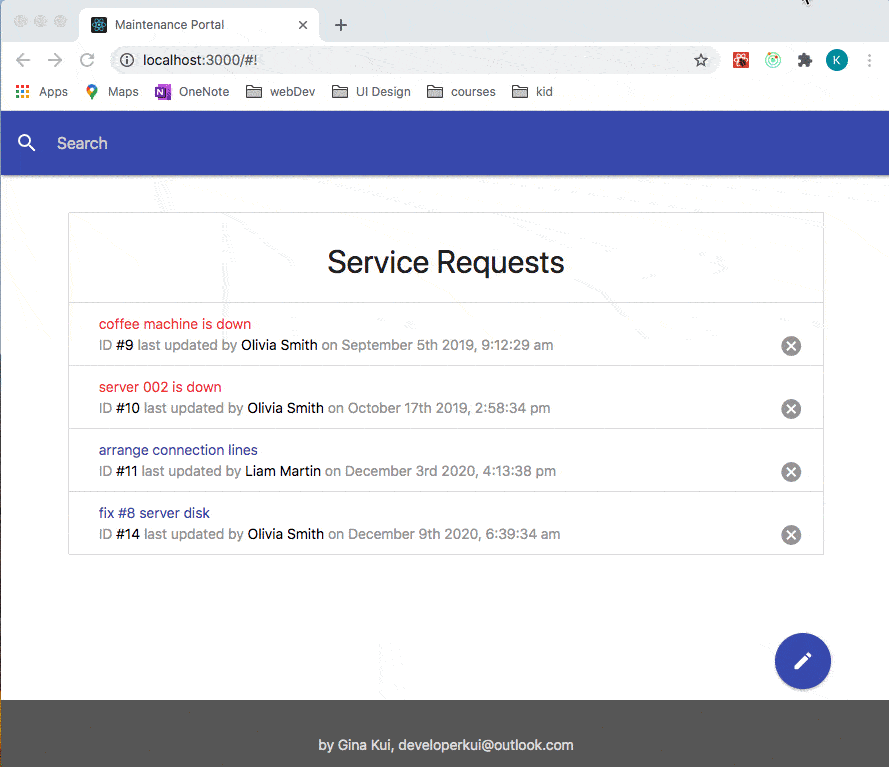 Maintenance Portal
localhost:3000/#!
K
Apps Maps OneNote webDev UI Design courses kid
Search
Service Requests
coffee machine is down
ID #9 last updated by Olivia Smith on September 5th 2019, 9:12:29 am
server 002 is down
ID #10 last updated by Olivia Smith on October 17th 2019, 2:58:34 pm
arrange connection lines
ID #11 last updated by Liam Martin on December 3rd 2020, 4:13:38 pm
fix #8 server disk
ID #14 last updated by Olivia Smith on December 9th 2020, 6:39:34 am
by Gina Kui, developerkui@outlook.com